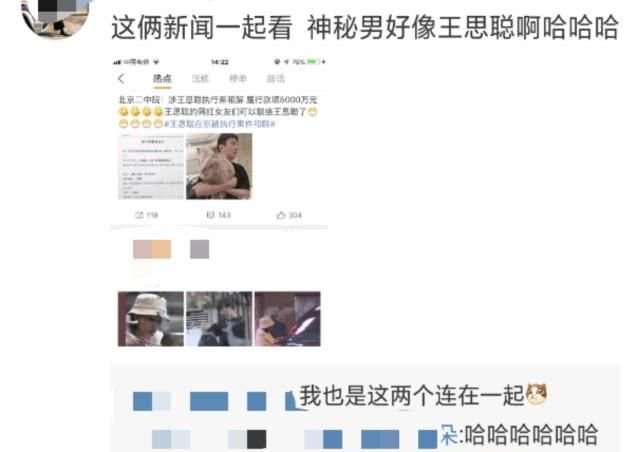 这俩新闻一起看 神秘男好像王思聪啊哈哈哈
中国电信 14:22 70%
热点 活动 榜单 超话
北京二中院：涉王思聪执行案和解 履行款项6000万元
王思聪的网红女友们可以联络王思聪了
#王思聪在京被执行案件和解#
119 143 304
我也是这两个连在一起
朵:哈哈哈哈哈哈